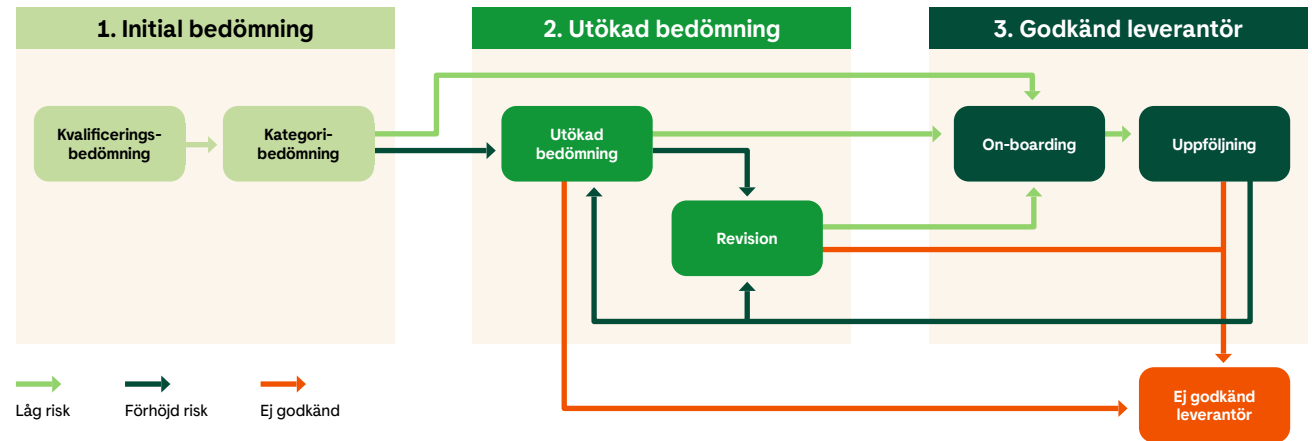 1. Initial bedömning
2. Utökad bedömning
3. Godkänd leverantör
Kvalificerings-
bedömning
Kategori-
bedömning
Utökad
bedömning
On-boarding
Uppföljning
Revision
Ej godkänd
leverantör
Låg risk
Förhöjd risk
Ej godkänd